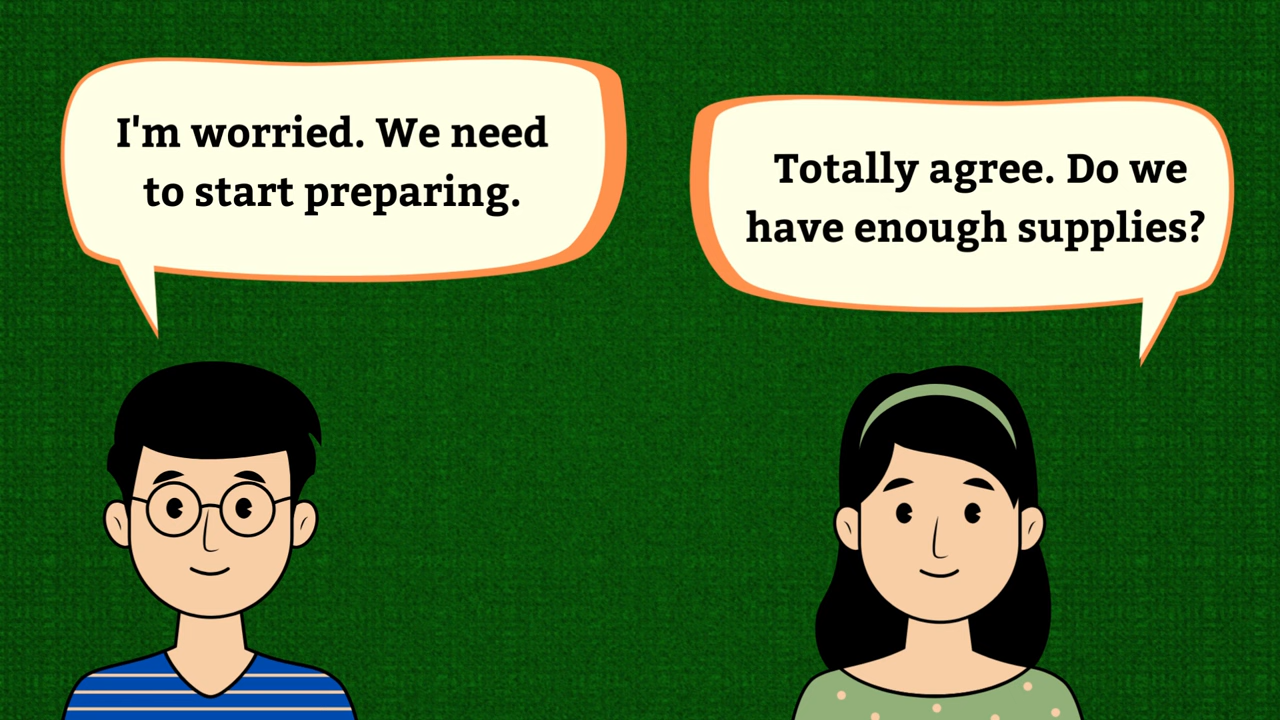 I'm worried. We need
to start preparing.
Totally agree. Do we
have enough supplies?